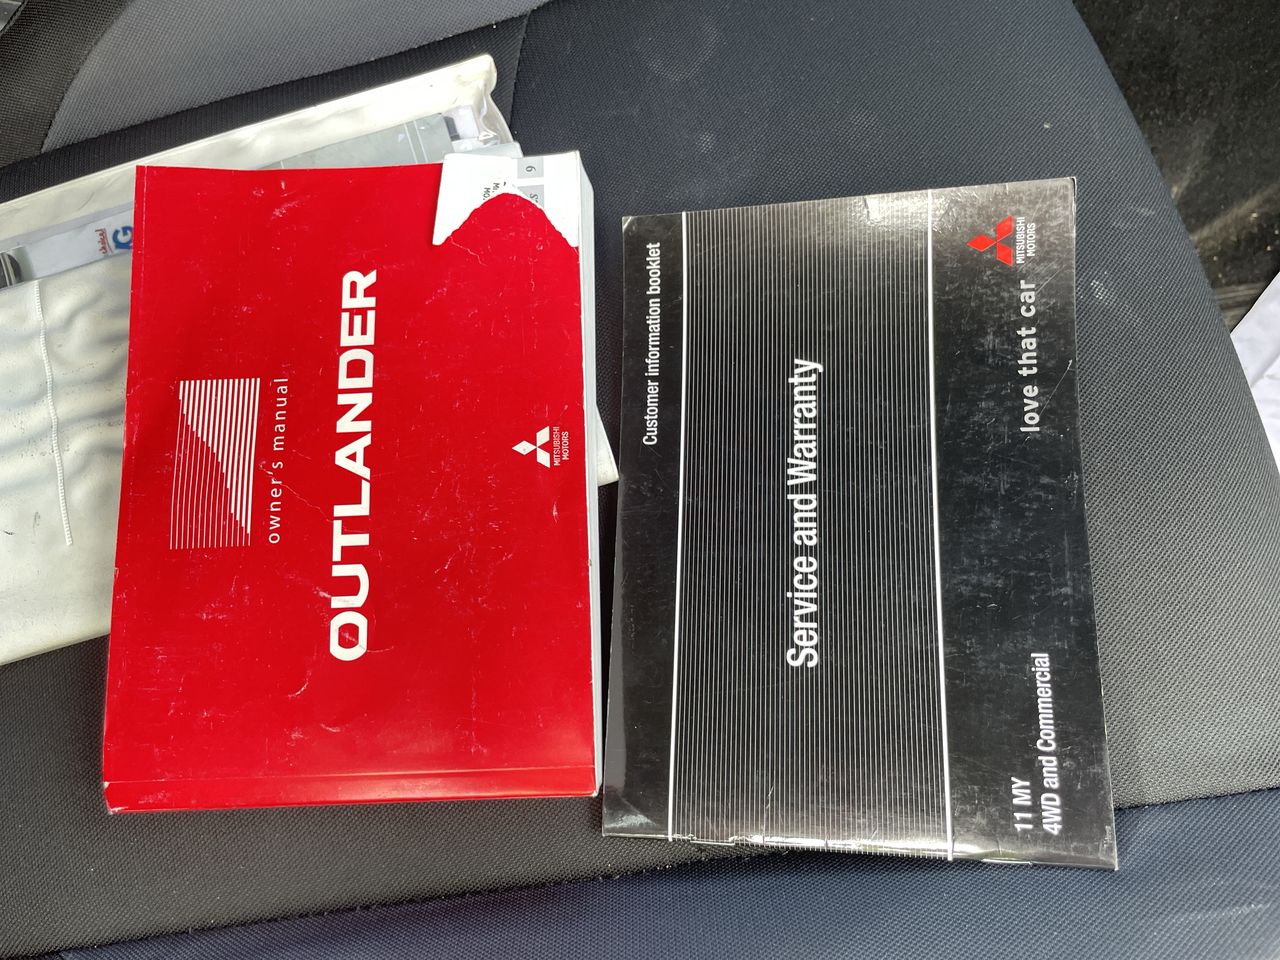 owner's manual
OUTLANDER
MITSUBISHI
MOTORS
9
Customer information booklet
Service and Warranty
MITSUBISHI
MOTORS
love that car
11 MY
4WD and Commercial